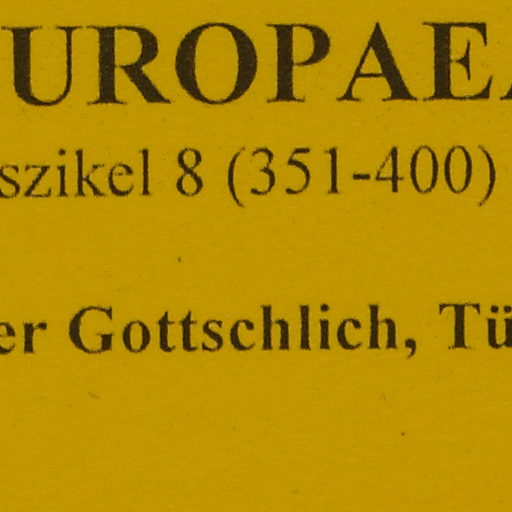 UROPAEA
szikel 8 (351-400)
er Gottschlich, Tü